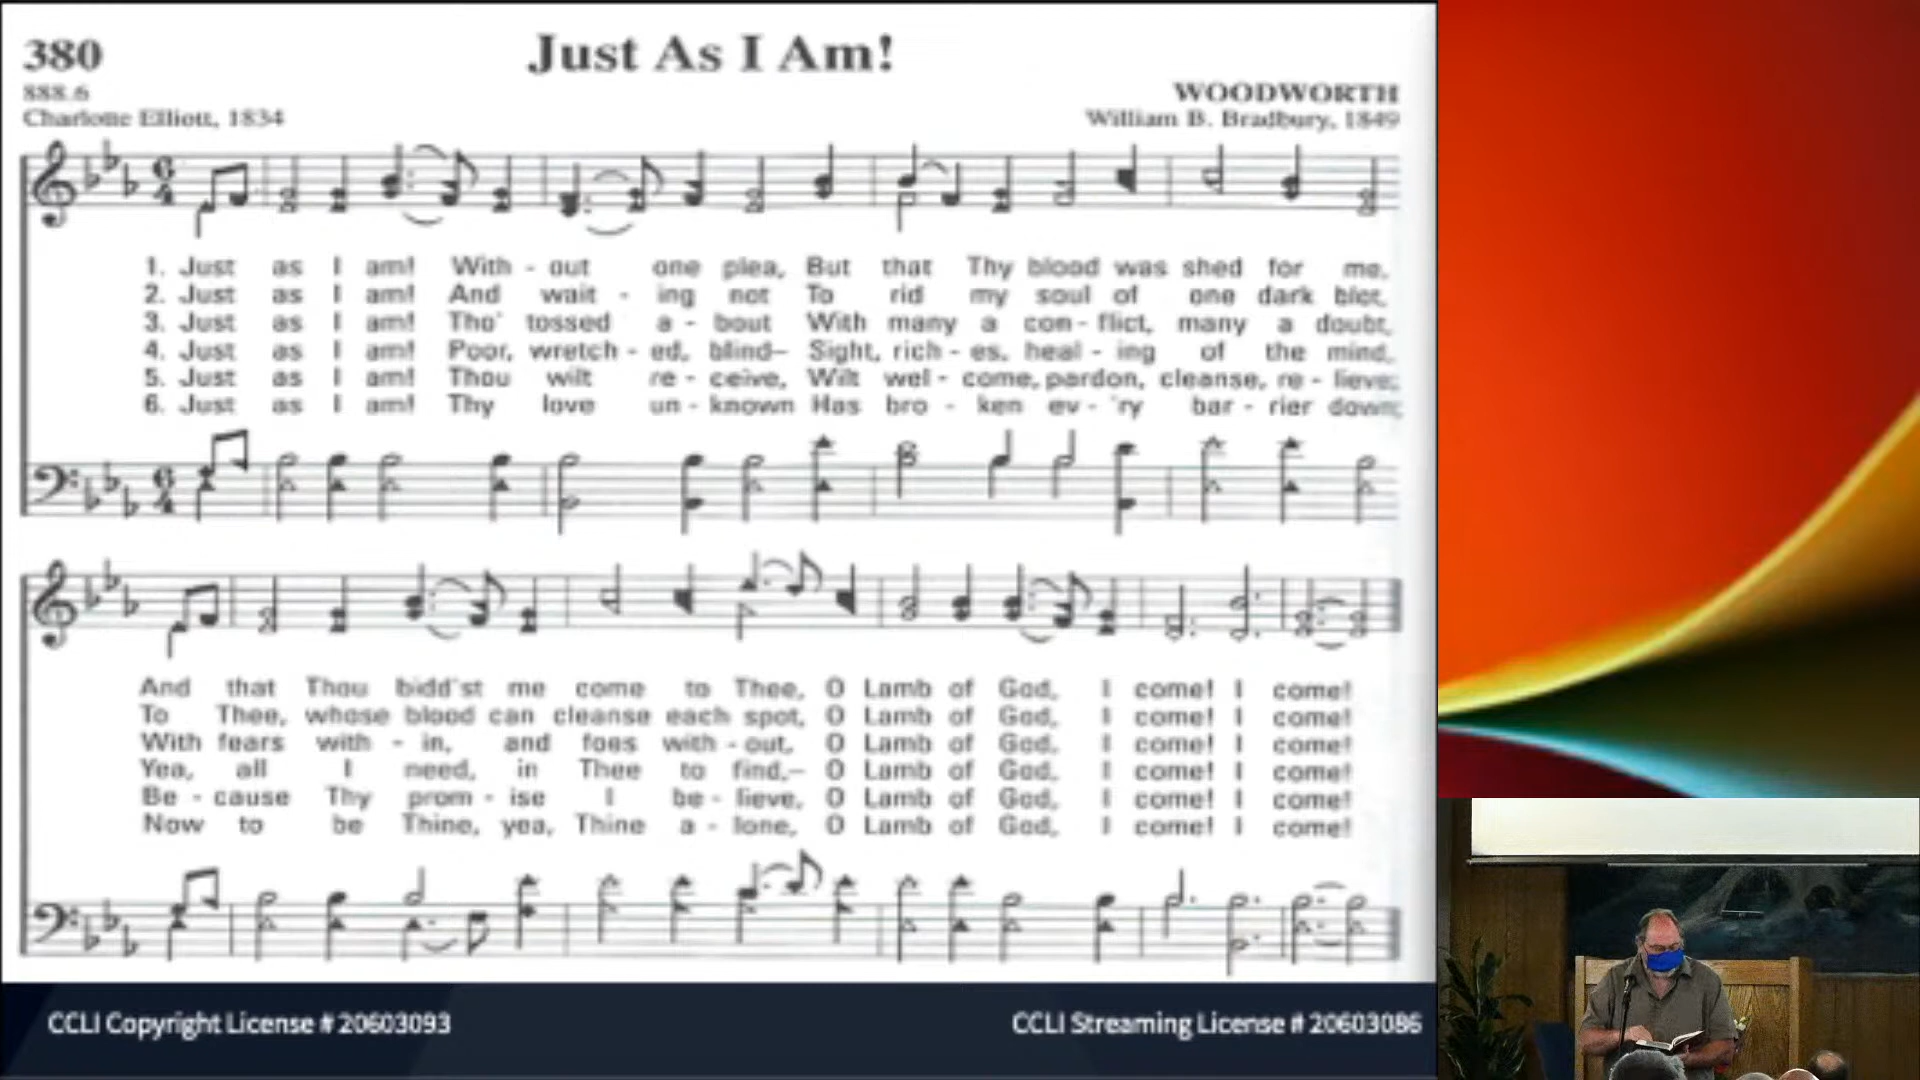 380
Just As I Am!
888.6
WOODWORTH
Charlotte Elliott, 1834
William B. Bradbury, 1849
1. Just as I am! With - out one plea, But that Thy blood was shed for me,
2. Just as I am! And wait - ing not To rid my soul of one dark blot,
3. Just as I am! Tho' tossed a - bout With many a con - flict, many a doubt,
4. Just as I am! Poor, wretch - ed, blind– Sight, rich - es, heal - ing of the mind,
5. Just as I am! Thou wilt re - ceive, Wilt wel - come, pardon, cleanse, re - lieve;
6. Just as I am! Thy love un - known Has bro - ken ev - 'ry bar - rier down;
And that Thou bidd'st me come to Thee, O Lamb of God, I come! I come!
To Thee, whose blood can cleanse each spot, O Lamb of God, I come! I come!
With fears with - in, and foes with - out, O Lamb of God, I come! I come!
Yea, all I need, in Thee to find,– O Lamb of God, I come! I come!
Be - cause Thy prom - ise I be - lieve, O Lamb of God, I come! I come!
Now to be Thine, yea, Thine a - lone, O Lamb of God, I come! I come!
CCLI Copyright License # 20603093
CCLI Streaming License # 20603086